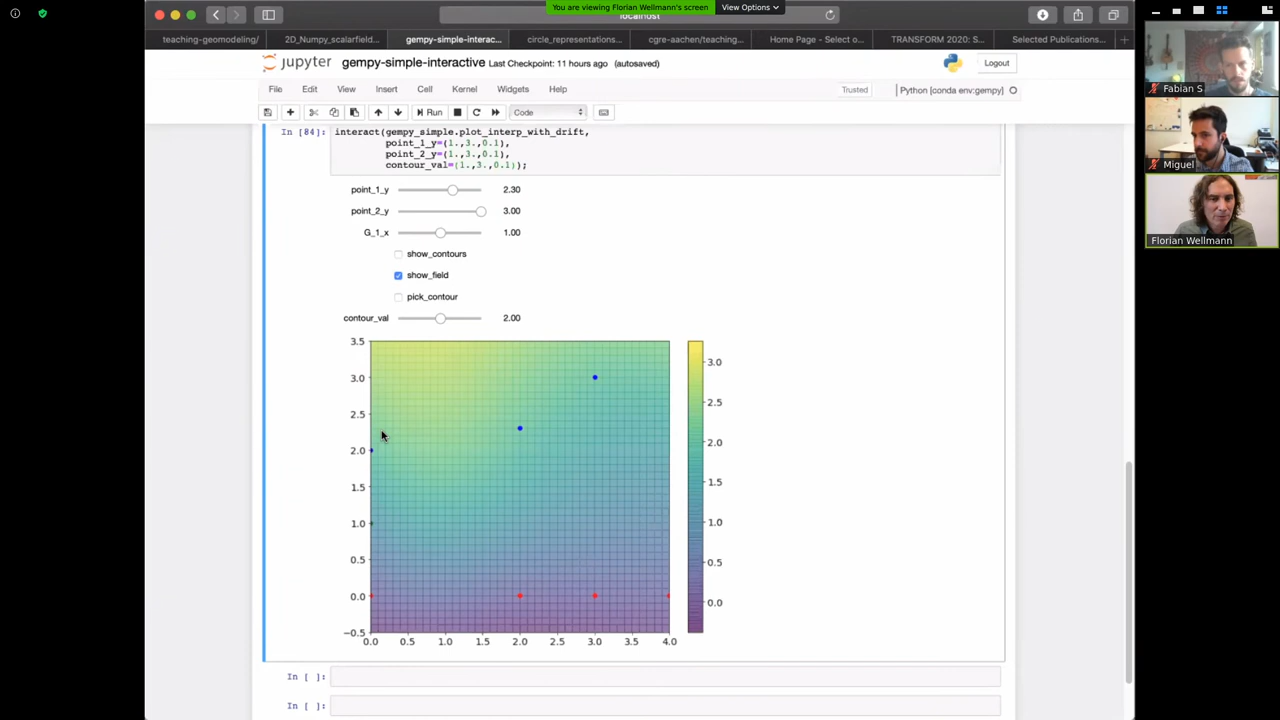 You are viewing Florian Wellmann's screen
View Options
localhost
teaching-geomodeling/
2D_Numpy_scalarfield...
gempy-simple-interac...
circle_representations...
cgre-aachen/teaching...
Home Page - Select o...
TRANSFORM 2020: S...
Selected Publications...
jupyter gempy-simple-interactive Last Checkpoint: 11 hours ago (autosaved)
Logout
File Edit View Insert Cell Kernel Widgets Help
Trusted
Python [conda env:gempy]
Run
Code
In [84]: interact(gempy_simple.plot_interp_with_drift,
point_1_y=(1.,3.,0.1),
point_2_y=(1.,3.,0.1),
contour_val=(1.,3.,0.1));
point_1_y 2.30
point_2_y 3.00
G_1_x 1.00
show_contours
show_field
pick_contour
contour_val 2.00
3.5
3.0
2.5
2.0
1.5
1.0
0.5
0.0
-0.5
0.0 0.5 1.0 1.5 2.0 2.5 3.0 3.5 4.0
3.0
2.5
2.0
1.5
1.0
0.5
0.0
In [ ]:
In [ ]:
Fabian S
Miguel
Florian Wellmann